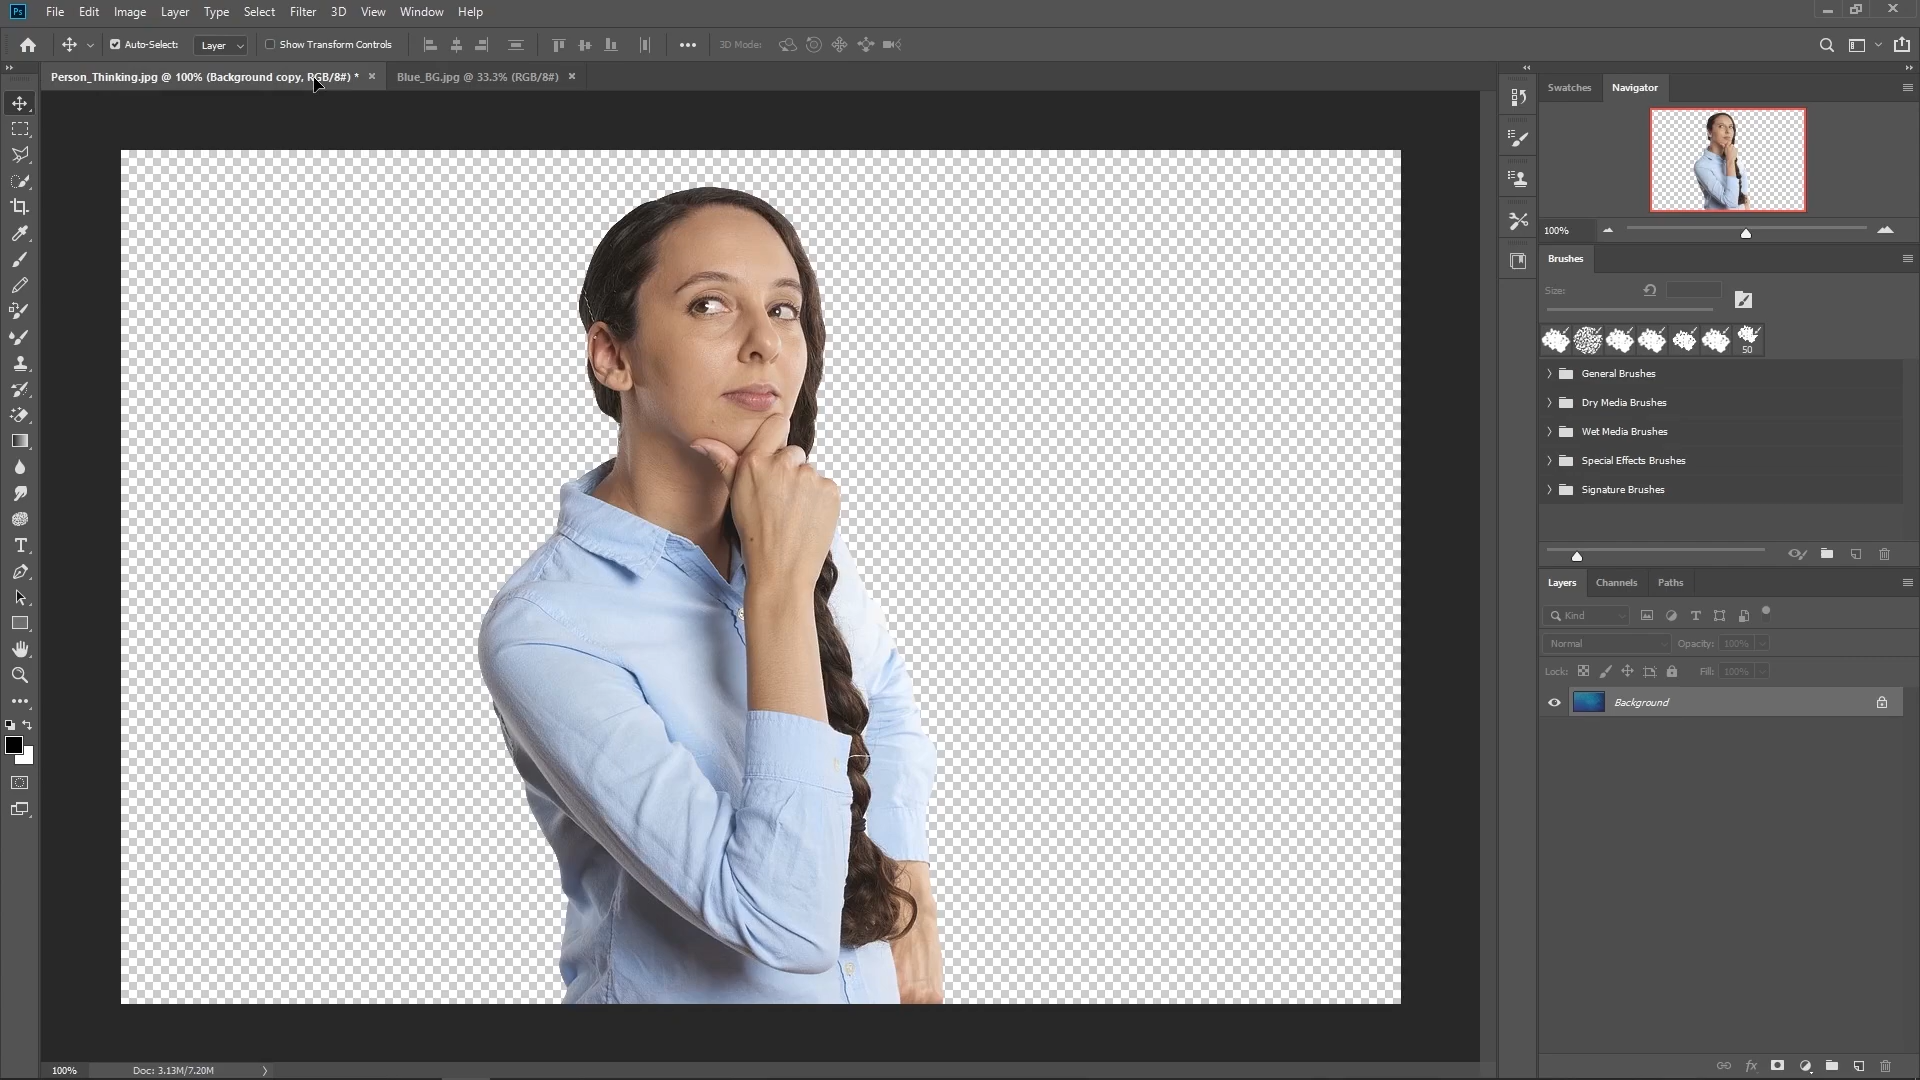 Ps File Edit Image Layer Type Select Filter 3D View Window Help
Auto-Select: Layer Show Transform Controls 3D Mode:
Person_Thinking.jpg @ 100% (Background copy, RGB/8#) * Blue_BG.jpg @ 33.3% (RGB/8#)
Swatches Navigator
100%
Brushes
Size:
50
General Brushes
Dry Media Brushes
Wet Media Brushes
Special Effects Brushes
Signature Brushes
Layers Channels Paths
Kind
Normal Opacity: 100%
Lock: Fill: 100%
Background
100% Doc: 3.13M/7.20M
fx